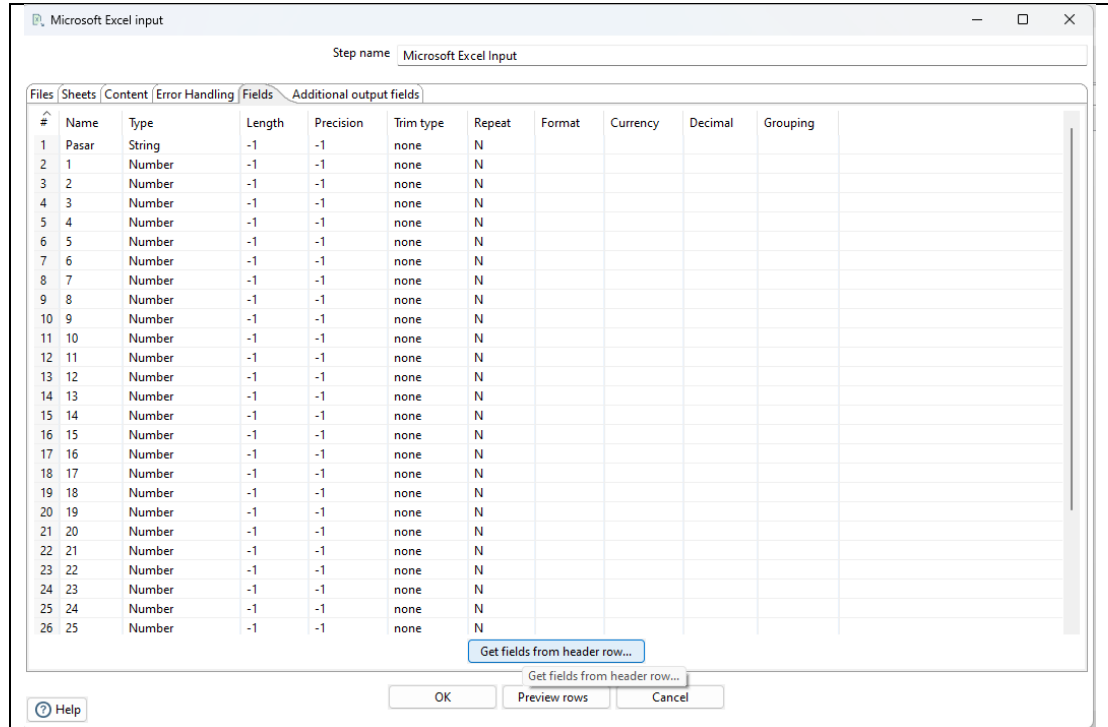 Microsoft Excel input
Step name Microsoft Excel Input
Files Sheets Content Error Handling Fields Additional output fields
# Name Type Length Precision Trim type Repeat Format Currency Decimal Grouping
1 Pasar String -1 -1 none N
2 1 Number -1 -1 none N
3 2 Number -1 -1 none N
4 3 Number -1 -1 none N
5 4 Number -1 -1 none N
6 5 Number -1 -1 none N
7 6 Number -1 -1 none N
8 7 Number -1 -1 none N
9 8 Number -1 -1 none N
10 9 Number -1 -1 none N
11 10 Number -1 -1 none N
12 11 Number -1 -1 none N
13 12 Number -1 -1 none N
14 13 Number -1 -1 none N
15 14 Number -1 -1 none N
16 15 Number -1 -1 none N
17 16 Number -1 -1 none N
18 17 Number -1 -1 none N
19 18 Number -1 -1 none N
20 19 Number -1 -1 none N
21 20 Number -1 -1 none N
22 21 Number -1 -1 none N
23 22 Number -1 -1 none N
24 23 Number -1 -1 none N
25 24 Number -1 -1 none N
26 25 Number -1 -1 none N
Get fields from header row...
Get fields from header row...
OK Preview rows Cancel
? Help